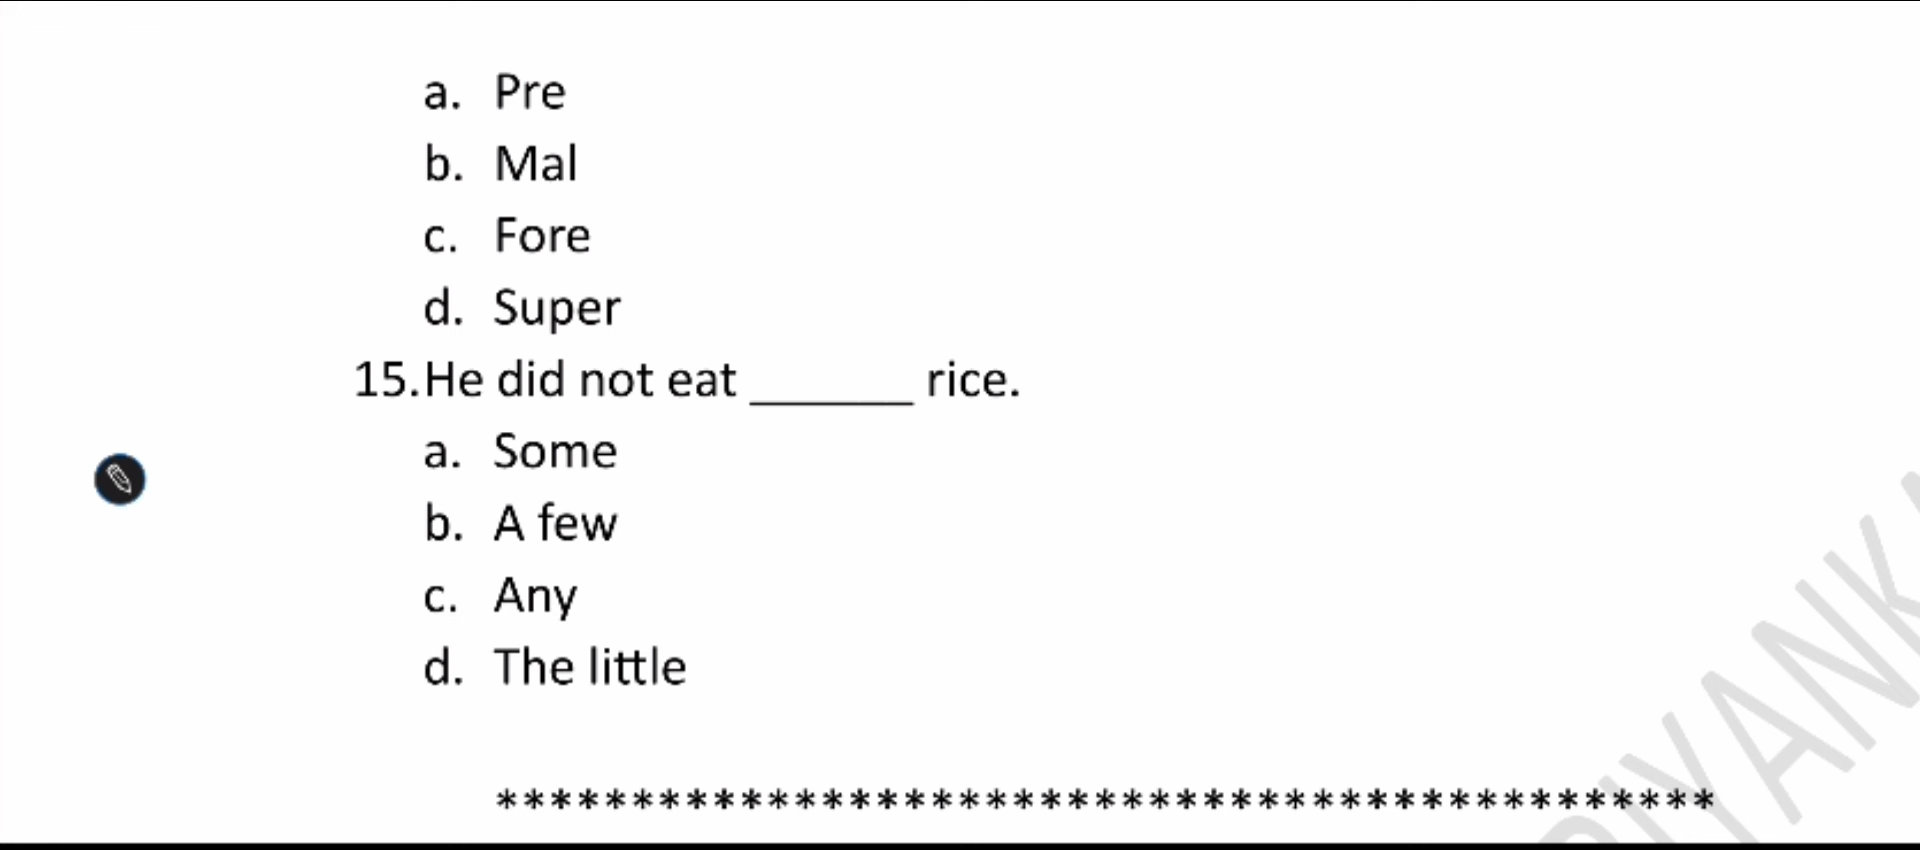 a. Pre
b. Mal
c. Fore
d. Super
15.He did not eat ______ rice.
a. Some
b. A few
c. Any
d. The little
*********************************************